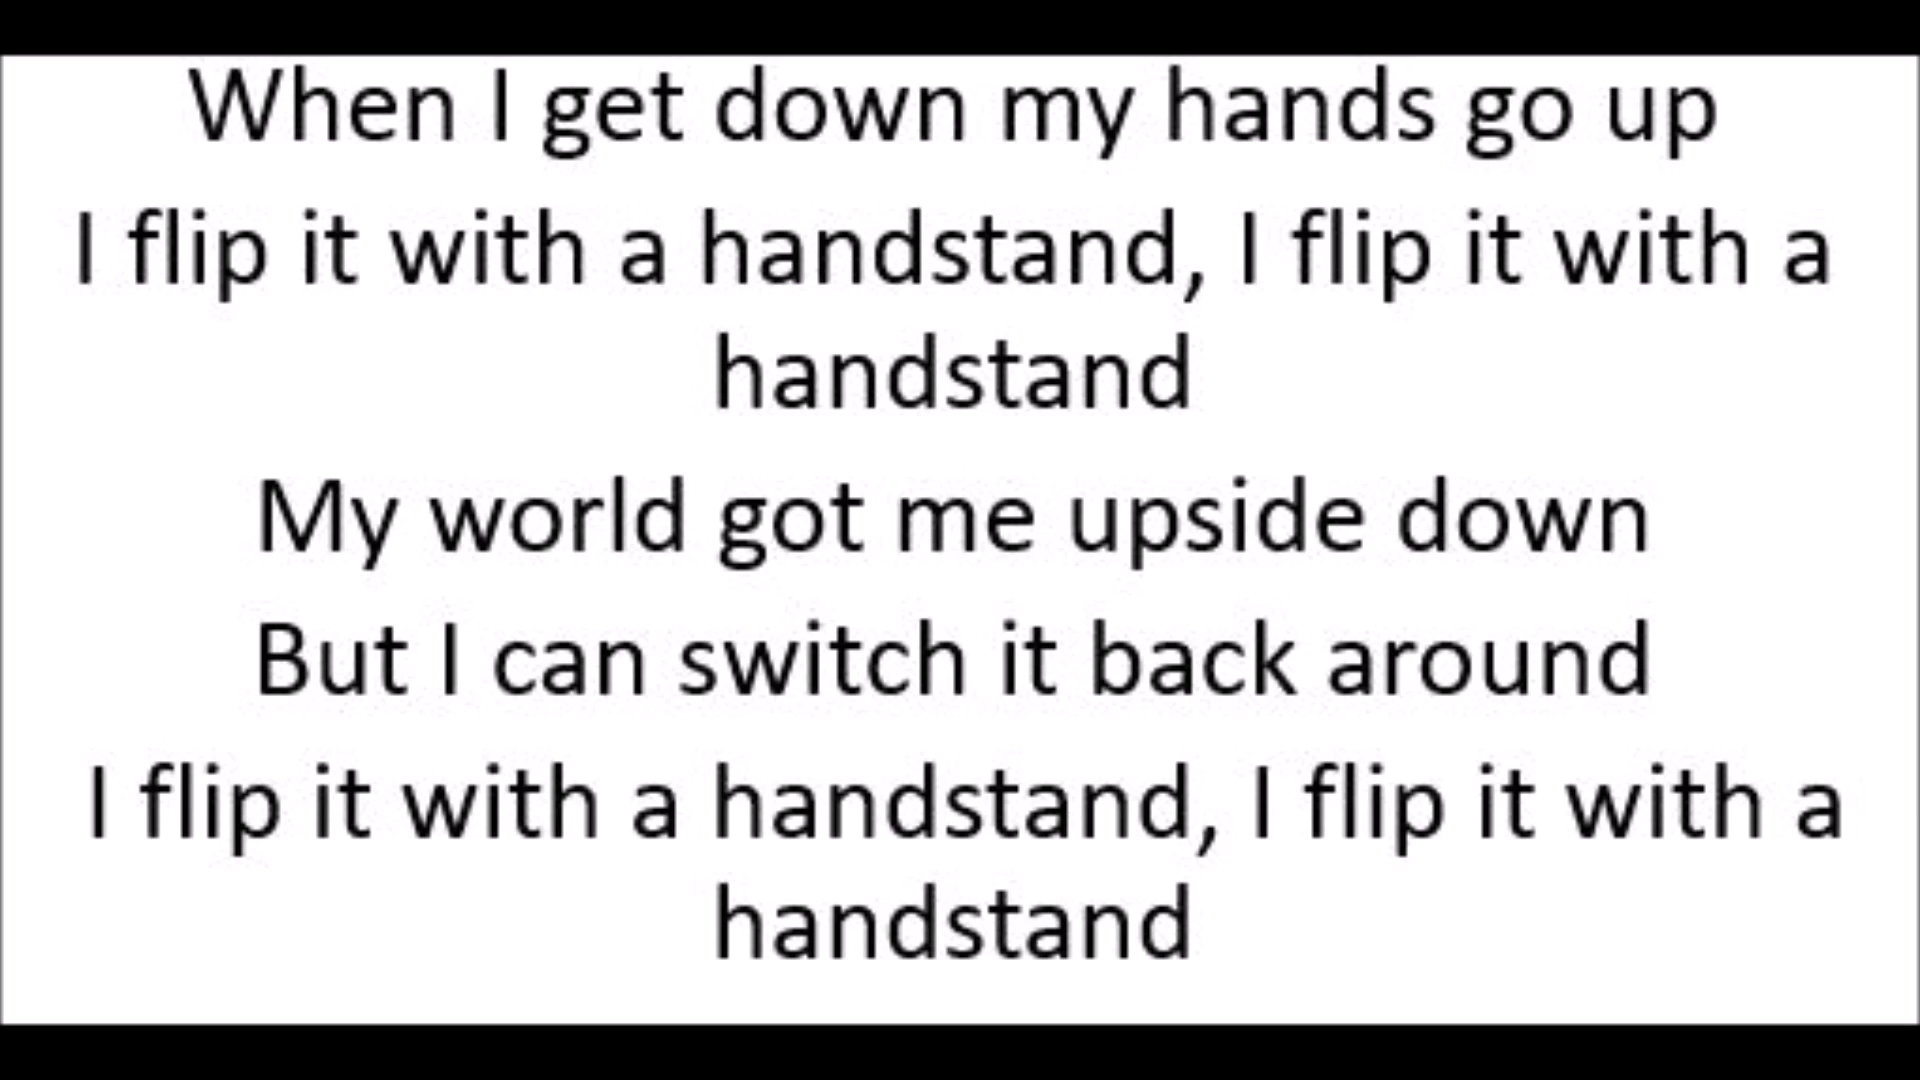 When I get down my hands go up
I flip it with a handstand, I flip it with a
handstand
My world got me upside down
But I can switch it back around
I flip it with a handstand, I flip it with a
handstand